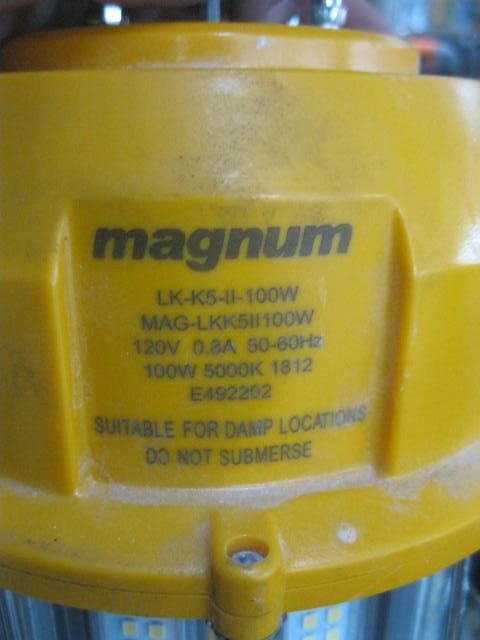 magnum
LK-K5-II-100W
MAG-LKK5II100W
120V 0.8A 50-60Hz
100W 5000K 1812
E492202
SUITABLE FOR DAMP LOCATIONS
DO NOT SUBMERSE